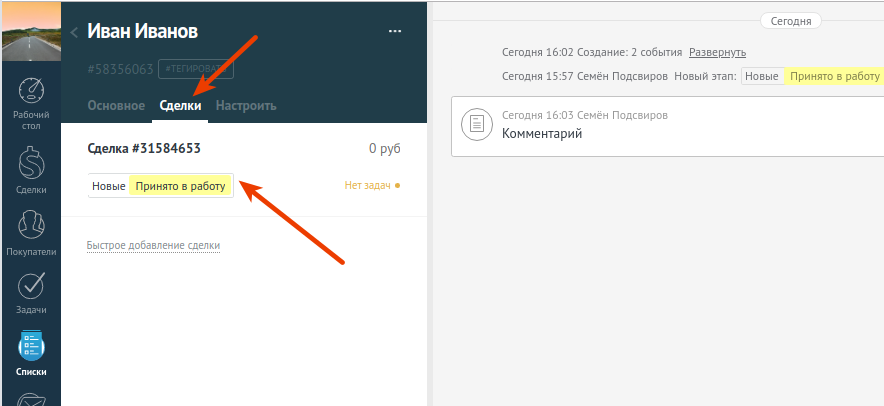 Рабочий
стол
Сделки
Покупатели
Задачи
Списки
Иван Иванов
#58356063 #ТЕГИРОВАТЬ
Основное Сделки Настроить
Сделка #31584653 0 руб
Новые Принято в работу Нет задач
Быстрое добавление сделки
Сегодня
Сегодня 16:02 Создание: 2 события Развернуть
Сегодня 15:57 Семён Подсвиров Новый этап: Новые Принято в работу
Сегодня 16:03 Семён Подсвиров
Комментарий